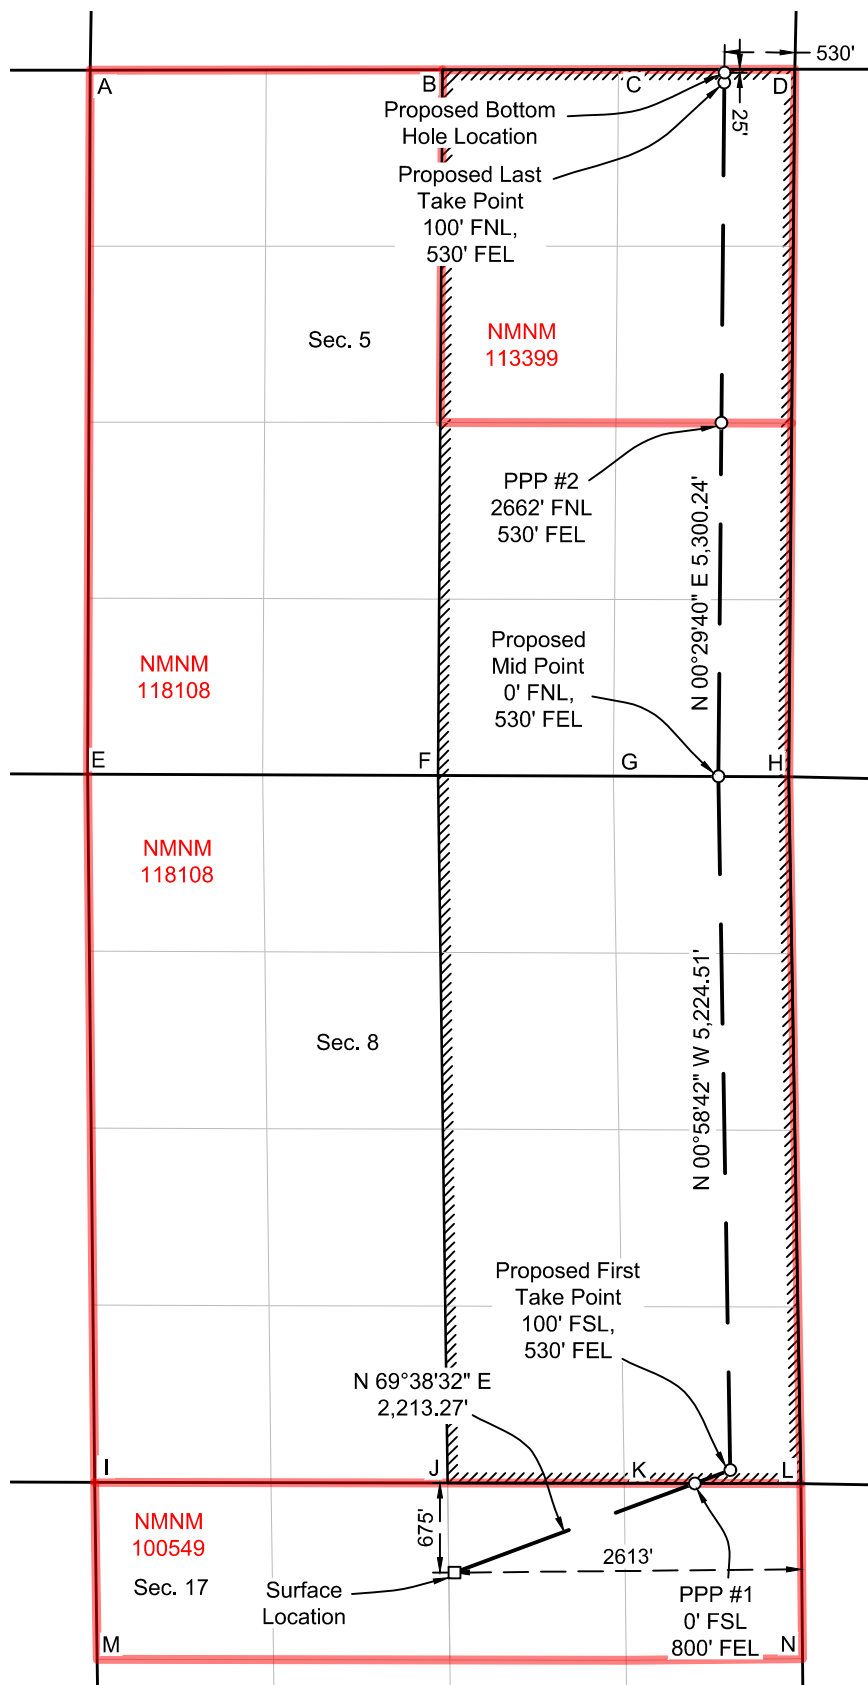 530'
A
B
C
D
Proposed Bottom
Hole Location
25'
Proposed Last
Take Point
100' FNL,
530' FEL
Sec. 5
NMNM
113399
PPP #2
2662' FNL
530' FEL
N 00°29'40" E 5,300.24'
Proposed
Mid Point
0' FNL,
530' FEL
NMNM
118108
E
F
G
H
NMNM
118108
N 00°58'42" W 5,224.51'
Sec. 8
Proposed First
Take Point
100' FSL,
530' FEL
N 69°38'32" E
2,213.27'
I
J
K
L
NMNM
100549
Sec. 17
675'
2613'
Surface
Location
PPP #1
0' FSL
800' FEL
M
N